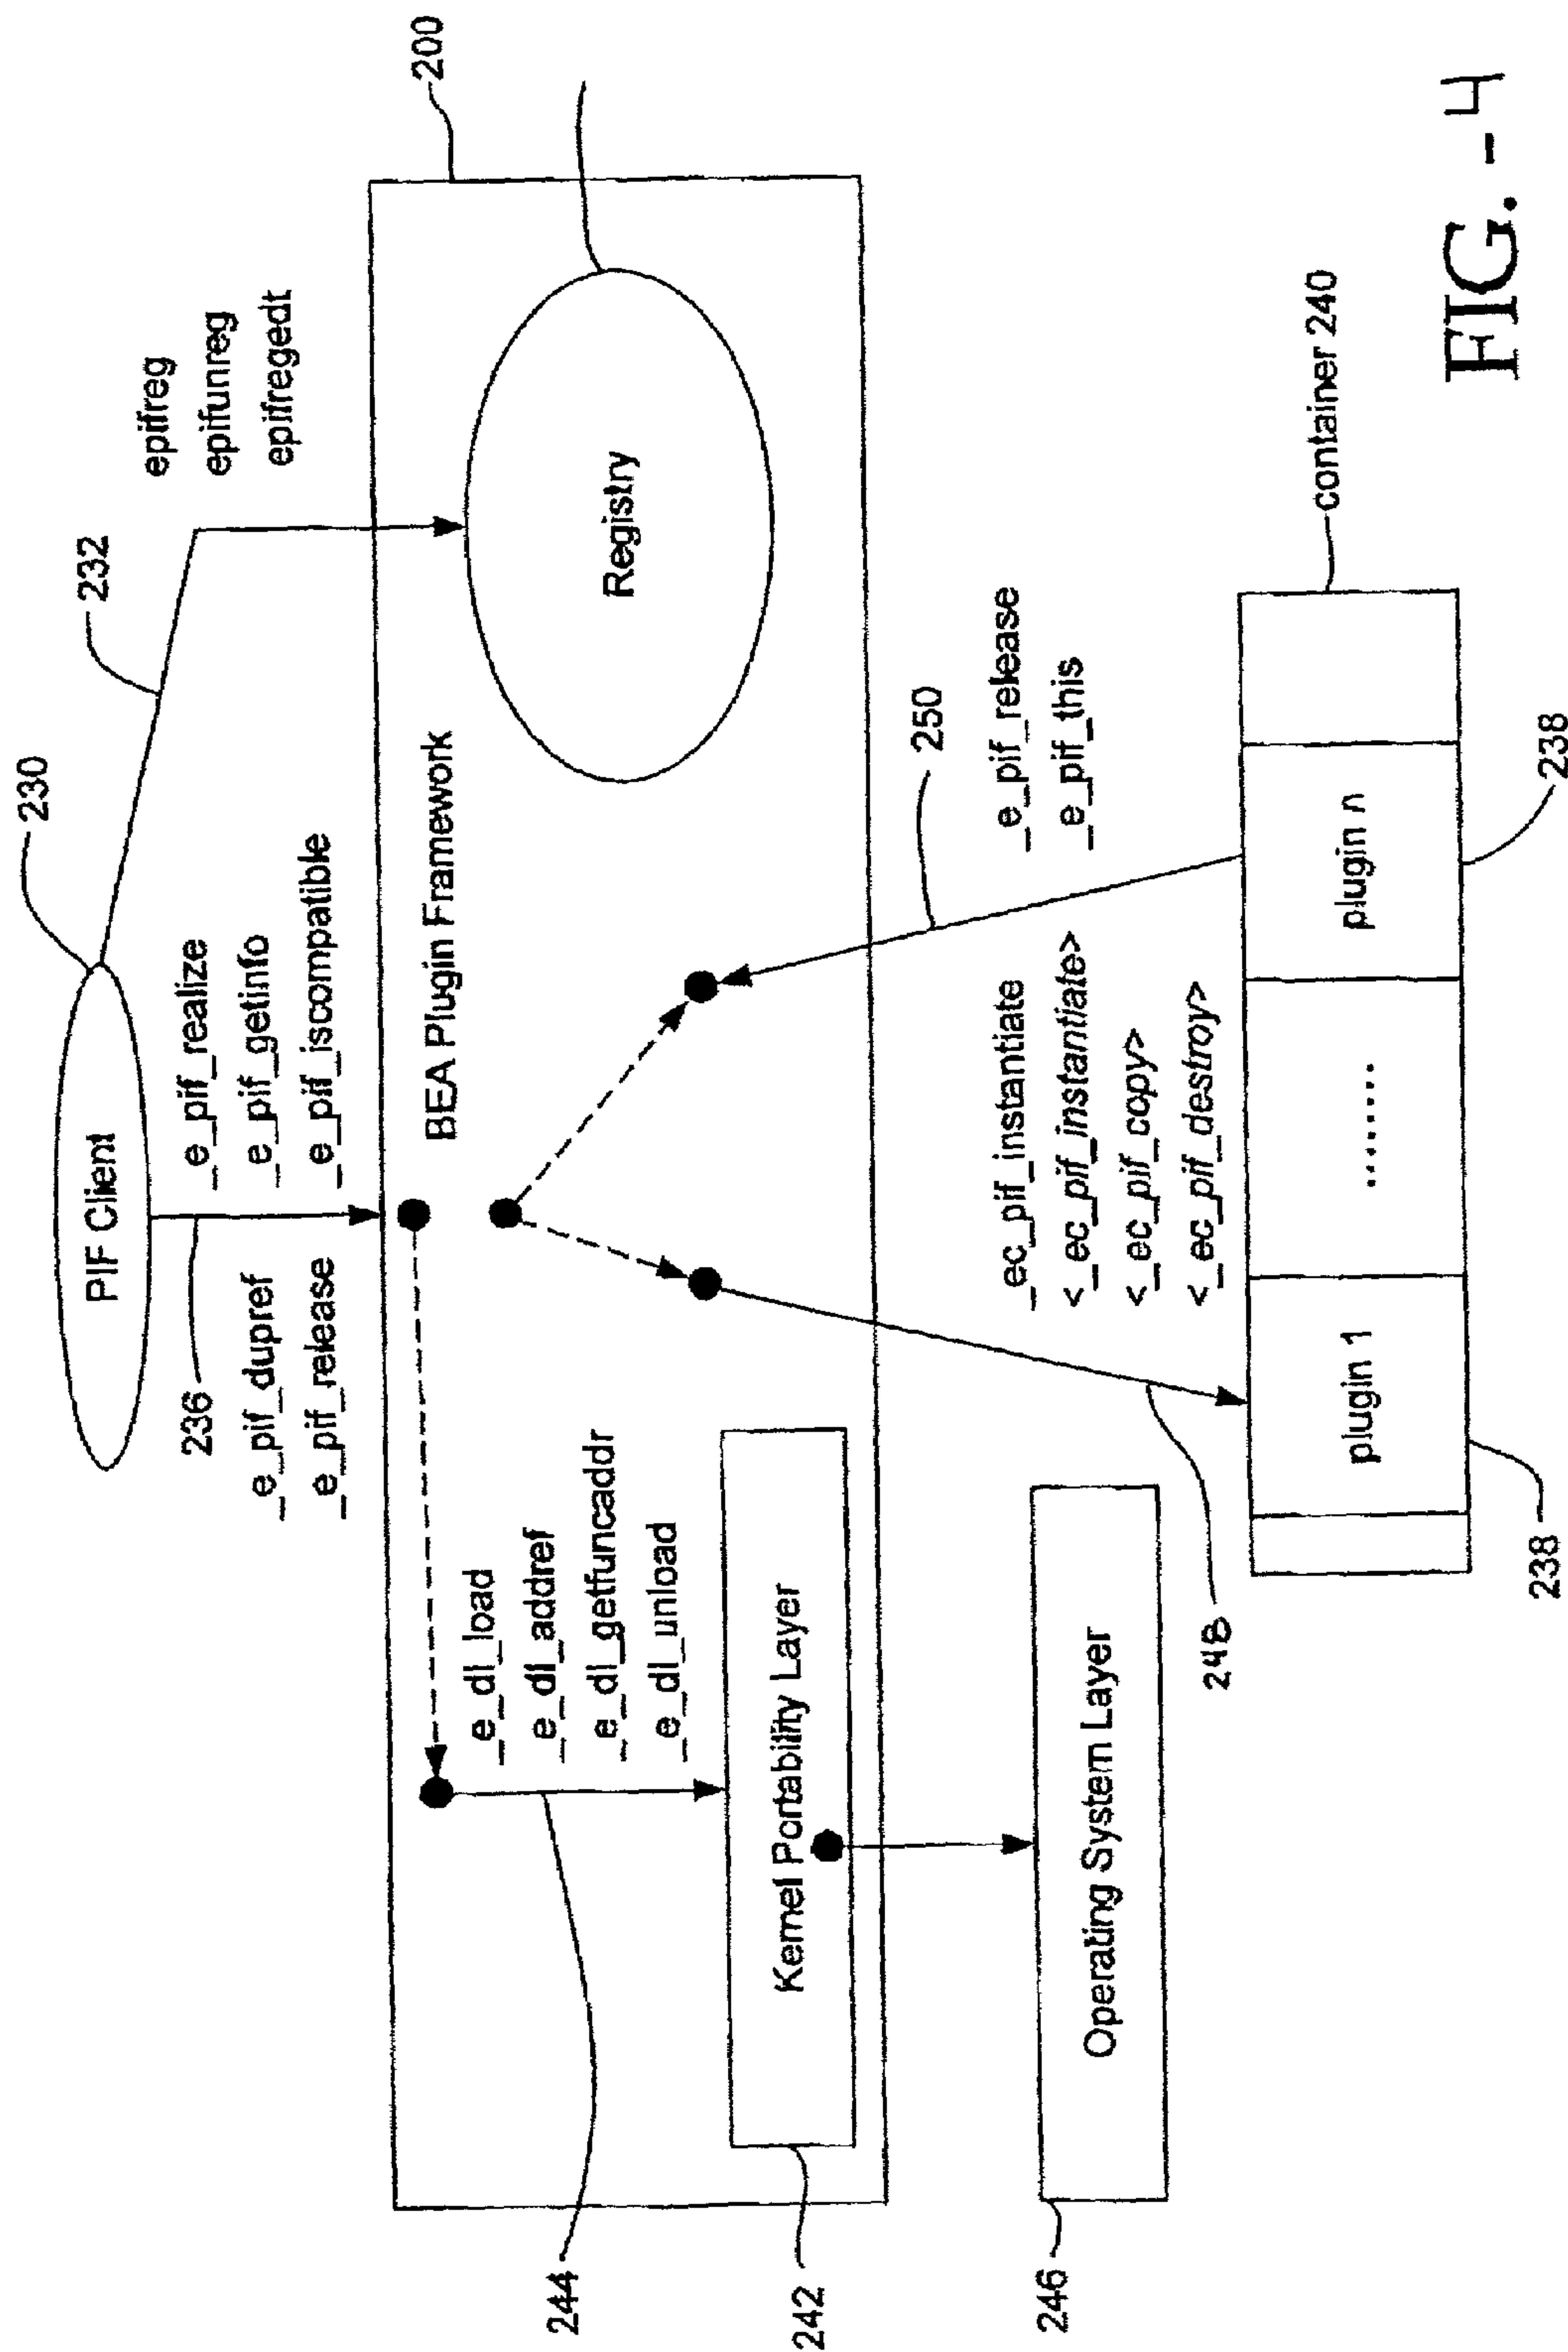 230
PIF Client
232
epifreg
epifunreg
epifregedt
236
_e_pif_dupref
_e_pif_release
_e_pif_realize
_e_pif_getinfo
_e_pif_iscompatible
200
BEA Plugin Framework
Registry
244
_e_dl_load
_e_dl_addref
_e_dl_getfuncaddr
_e_dl_unload
Kernel Portability Layer
242
Operating System Layer
246
248
_ec_pif_instantiate
<_ec_pif_instantiate>
<_ec_pif_copy>
<_ec_pif_destroy>
250
_e_pif_release
_e_pif_this
container 240
plugin 1
........
plugin n
238
238
FIG. - 4